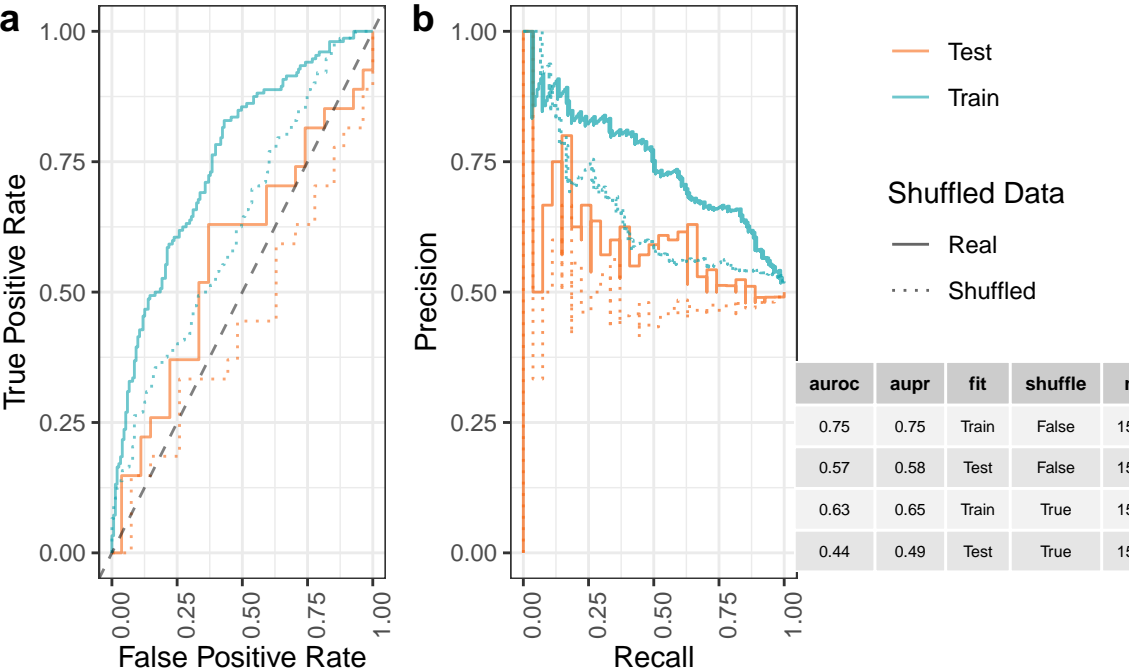 a
1.00
0.75
0.50
0.25
0.00
True Positive Rate
0.00
0.25
0.50
0.75
1.00
False Positive Rate
b
1.00
0.75
0.50
0.25
0.00
Precision
0.00
0.25
0.50
0.75
1.00
Recall
Test
Train
Shuffled Data
Real
Shuffled
auroc aupr fit shuffle
0.75 0.75 Train False 15
0.57 0.58 Test False 15
0.63 0.65 Train True 15
0.44 0.49 Test True 15